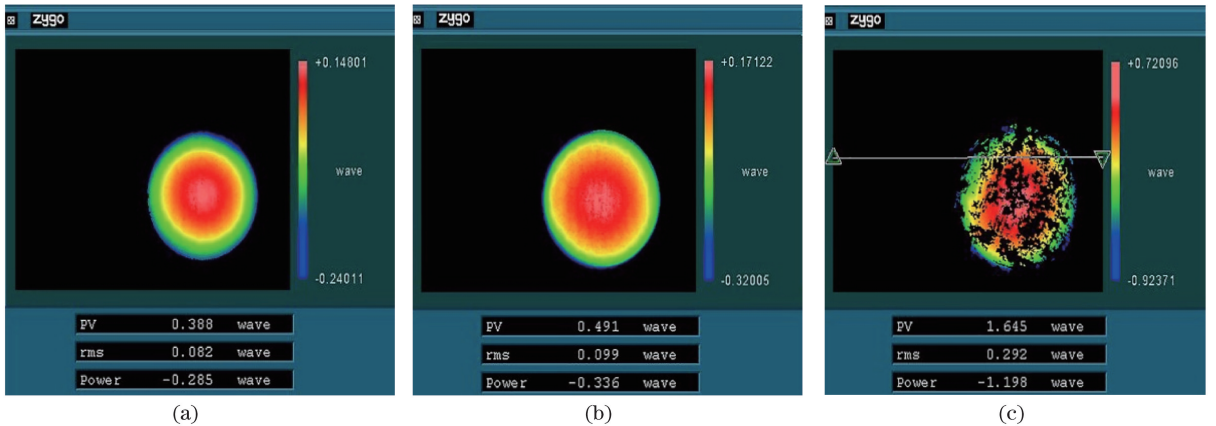 zygo
+0.14801
wave
-0.24011
PV 0.388 wave
rms 0.082 wave
Power -0.285 wave
(a)
zygo
+0.17122
wave
-0.32005
PV 0.491 wave
rms 0.099 wave
Power -0.336 wave
(b)
zygo
+0.72096
wave
-0.92371
PV 1.645 wave
rms 0.292 wave
Power -1.198 wave
(c)